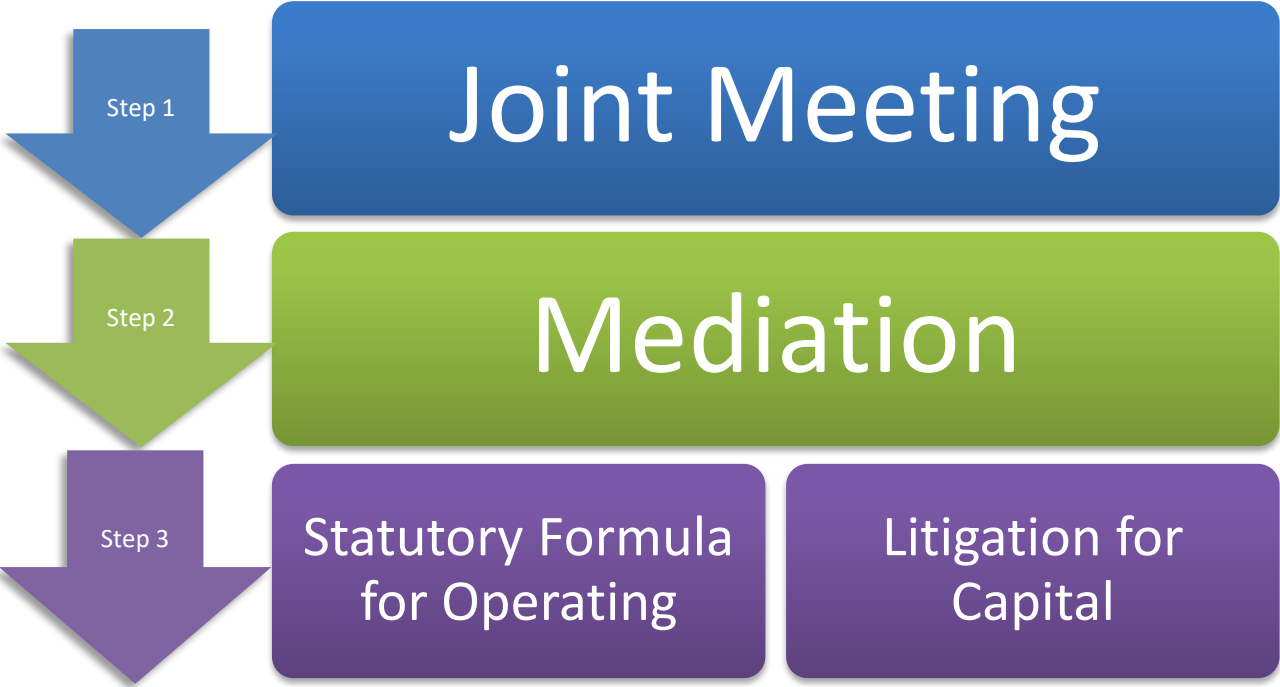 Step 1
Joint Meeting
Step 2
Mediation
Step 3
Statutory Formula
for Operating
Litigation for
Capital